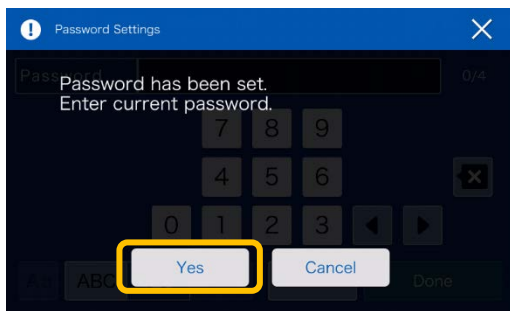 Password Settings
Password has been set.
Enter current password.
Password
0/4
7 8 9
4 5 6
0 1 2 3
Yes
Cancel
Aa
ABC
Done